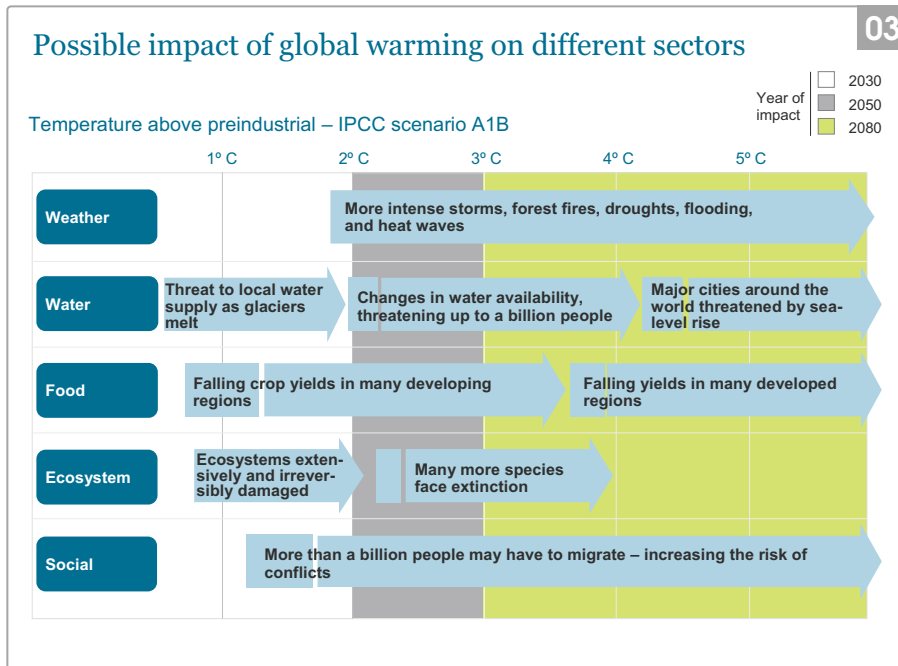 03
Possible impact of global warming on different sectors
Year of
impact
2030
2050
2080
Temperature above preindustrial – IPCC scenario A1B
1º C
2º C
3º C
4º C
5º C
Weather
More intense storms, forest fires, droughts, flooding,
and heat waves
Water
Threat to local water
supply as glaciers
melt
Changes in water availability,
threatening up to a billion people
Major cities around the
world threatened by sea-
level rise
Food
Falling crop yields in many developing
regions
Falling yields in many developed
regions
Ecosystem
Ecosystems exten-
sively and irrever-
sibly damaged
Many more species
face extinction
Social
More than a billion people may have to migrate – increasing the risk of
conflicts